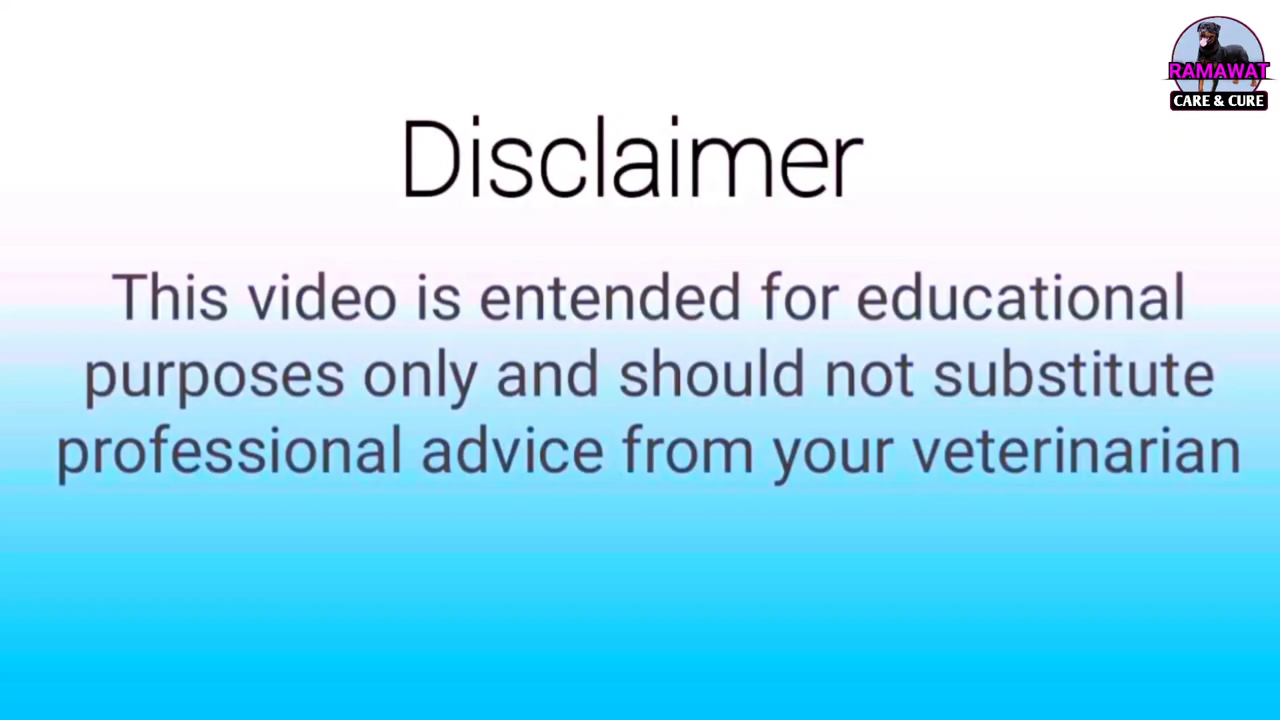 RAMAWAT
CARE & CURE
Disclaimer
This video is entended for educational
purposes only and should not substitute
professional advice from your veterinarian